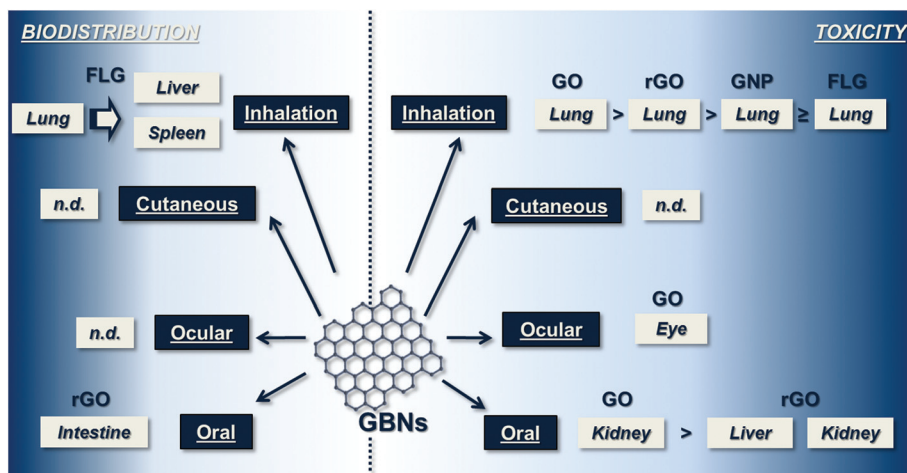 BIODISTRIBUTION
FLG
Lung
Liver
Spleen
Inhalation
n.d. Cutaneous
n.d. Ocular
rGO
Intestine Oral
GBNs
TOXICITY
GO rGO GNP FLG
Inhalation Lung > Lung > Lung ≥ Lung
Cutaneous n.d.
GO
Ocular Eye
GO rGO
Oral Kidney > Liver Kidney